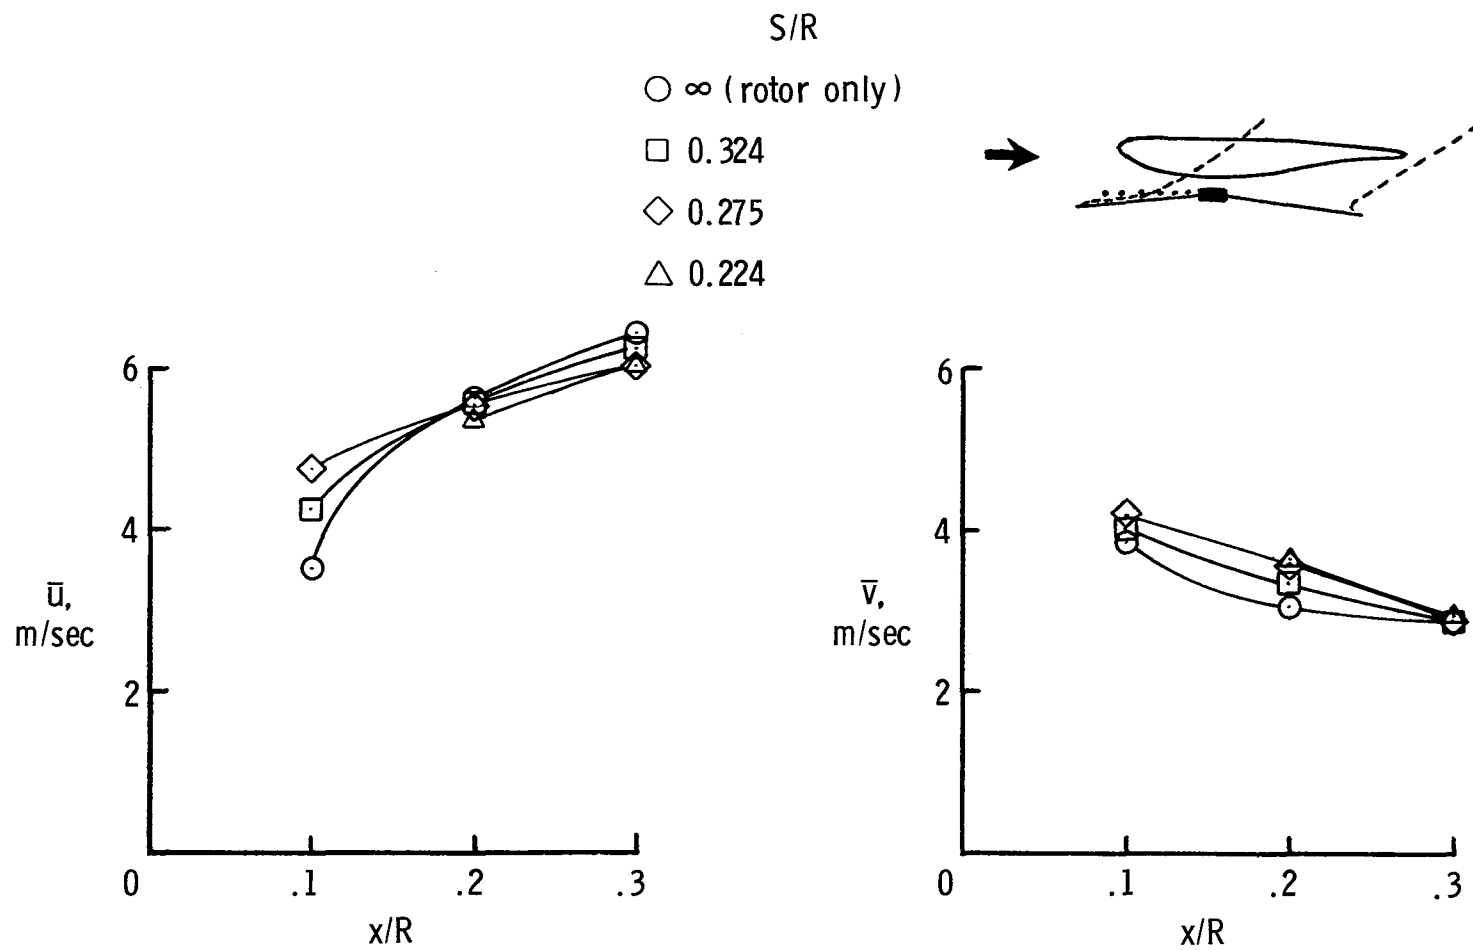 S/R
∞ (rotor only)
0.324
0.275
0.224
6
4
2
0
.1
.2
.3
u̅,
m/sec
x/R
6
4
2
0
.1
.2
.3
v̅,
m/sec
x/R